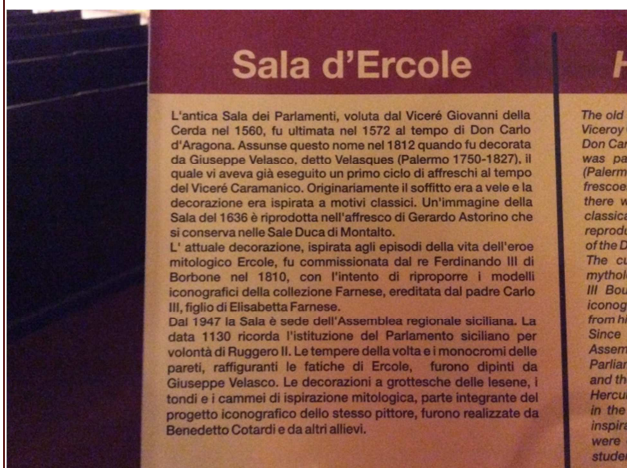 Sala d'Ercole
L'antica Sala dei Parlamenti, voluta dal Viceré Giovanni della
Cerda nel 1560, fu ultimata nel 1572 al tempo di Don Carlo
d'Aragona. Assunse questo nome nel 1812 quando fu decorata
da Giuseppe Velasco, detto Velasques (Palermo 1750-1827), il
quale vi aveva già eseguito un primo ciclo di affreschi al tempo
del Viceré Caramanico. Originariamente il soffitto era a vele e la
decorazione era ispirata a motivi classici. Un'immagine della
Sala del 1636 è riprodotta nell'affresco di Gerardo Astorino che
si conserva nelle Sale Duca di Montalto.
L' attuale decorazione, ispirata agli episodi della vita dell'eroe
mitologico Ercole, fu commissionata dal re Ferdinando III di
Borbone nel 1810, con l'intento di riproporre i modelli
iconografici della collezione Farnese, ereditata dal padre Carlo
III, figlio di Elisabetta Farnese.
Dal 1947 la Sala è sede dell'Assemblea regionale siciliana. La
data 1130 ricorda l'istituzione del Parlamento siciliano per
volontà di Ruggero II. Le tempere della volta e i monocromi delle
pareti, raffiguranti le fatiche di Ercole, furono dipinti da
Giuseppe Velasco. Le decorazioni a grottesche delle lesene, i
tondi e i cammei di ispirazione mitologica, parte integrante del
progetto iconografico dello stesso pittore, furono realizzate da
Benedetto Cotardi e da altri allievi.
H
The old
Viceroy
Don Car
was pa
(Palerm
frescoe
there w
classica
reprodu
of the D
The cu
mytholo
III Bou
iconog
from hi
Since
Assem
Parliam
and the
Hercu
in the
inspira
were
studen